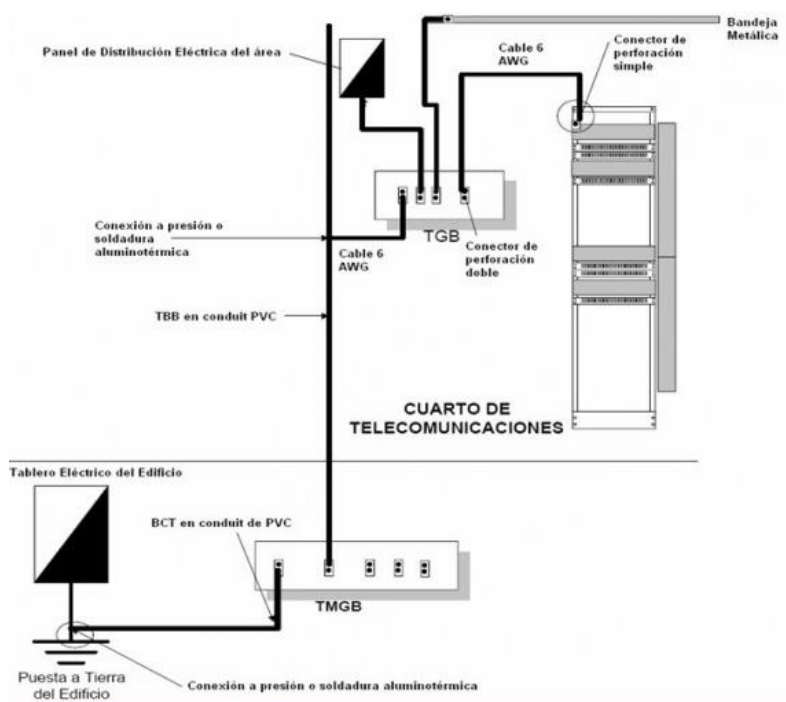 Bandeja
Metálica
Conector de
perforación
simple
Cable 6
AWG
Panel de Distribución Eléctrica del área
Conexión a presión o
soldadura
aluminotérmica
TGB
Cable 6
AWG
Conector de
perforación
doble
TBB en conduit PVC
CUARTO DE
TELECOMUNICACIONES
Tablero Eléctrico del Edificio
BCT en conduit de PVC
TMGB
Puesta a Tierra
del Edificio
Conexión a presión o soldadura aluminotérmica